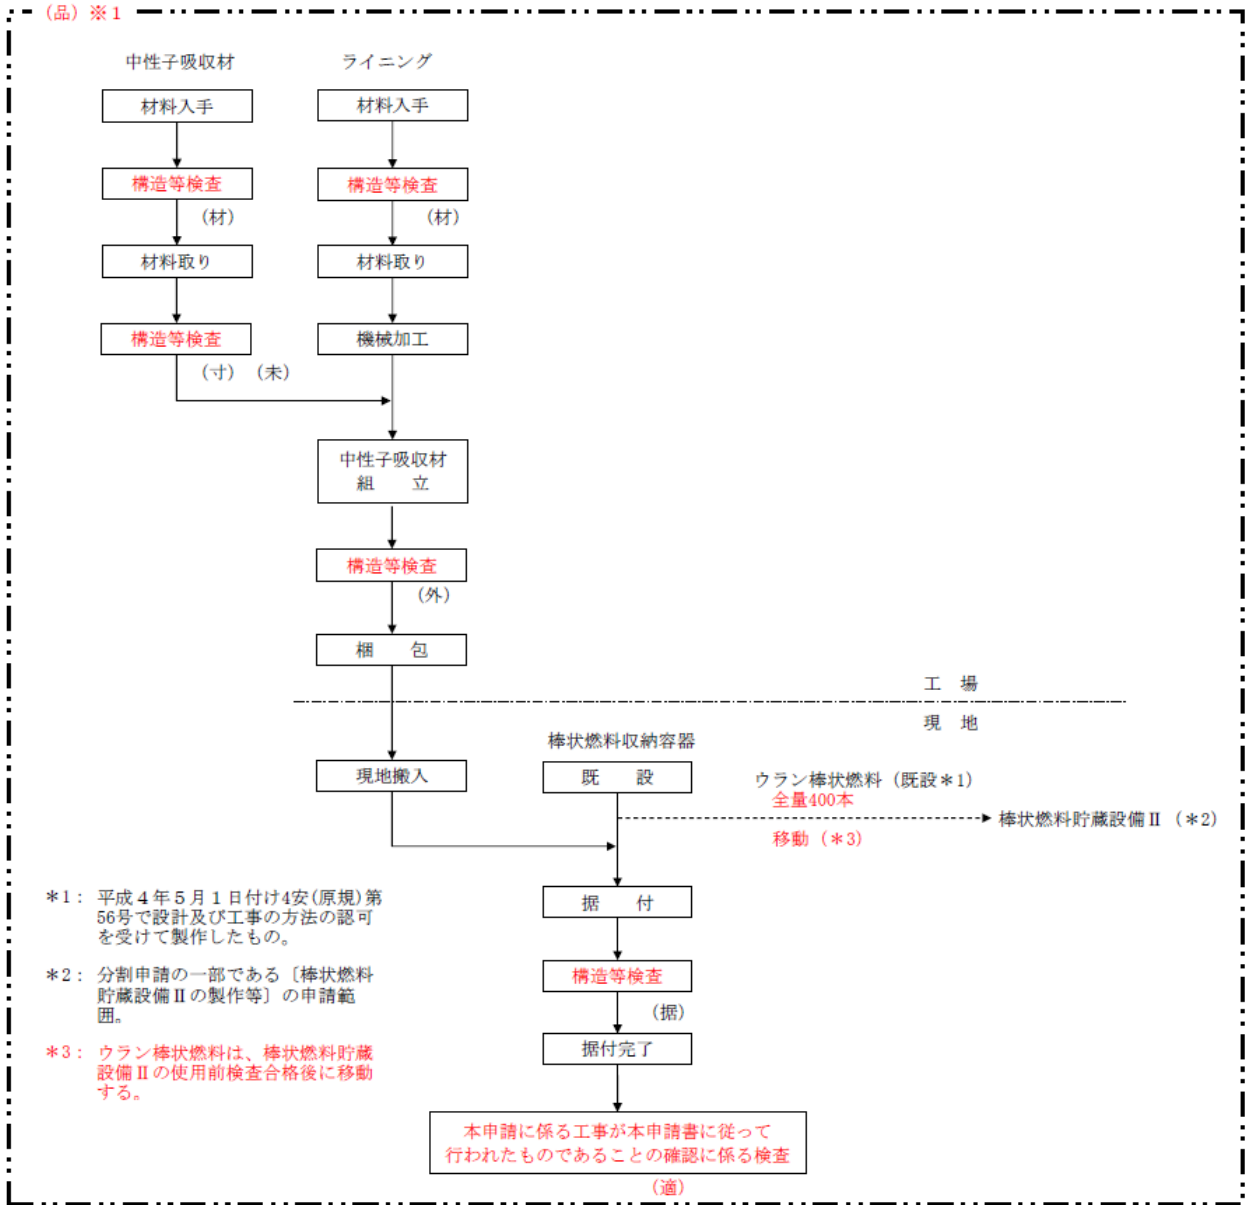 （品）※１
中性子吸収材
ライニング
材料入手
材料入手
構造等検査
構造等検査
（材）
（材）
材料取り
材料取り
構造等検査
機械加工
（寸）（未）
中性子吸収材
組　立
構造等検査
（外）
梱　包
工　場
現　地
棒状燃料収納容器
現地搬入
既　設
ウラン棒状燃料（既設＊1）
全量400本
棒状燃料貯蔵設備Ⅱ（＊2）
移動（＊3）
＊1： 平成４年５月１日付け4安(原規)第
56号で設計及び工事の方法の認可
を受けて製作したもの。
据　付
＊2： 分割申請の一部である〔棒状燃料
貯蔵設備Ⅱの製作等〕の申請範
囲。
構造等検査
（据）
＊3： ウラン棒状燃料は、棒状燃料貯蔵
設備Ⅱの使用前検査合格後に移動
する。
据付完了
本申請に係る工事が本申請書に従って
行われたものであることの確認に係る検査
（適）